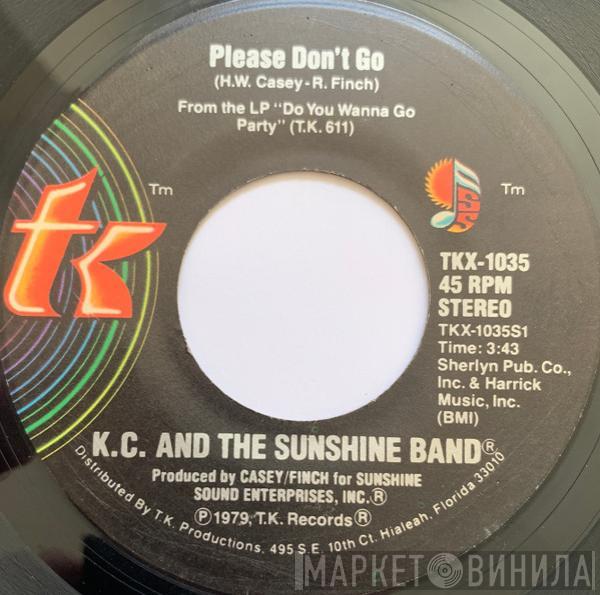 Please Don't Go
(H.W. Casey-R. Finch)
From the LP "Do You Wanna Go
Party" (T.K. 611)
Tm
Tm
tk
TKX-1035
45 RPM
STEREO
TKX-1035S1
Time: 3:43
Sherlyn Pub. Co.,
Inc. & Harrick
Music, Inc.
(BMI)
K.C. AND THE SUNSHINE BAND®
Produced by CASEY/FINCH for SUNSHINE
SOUND ENTERPRISES, INC.®
℗1979, T.K. Records®
Distributed By T.K. Productions, 495 S.E. 10th Ct. Hialeah, Florida 33010
МАРКЕТ ВИНИЛА